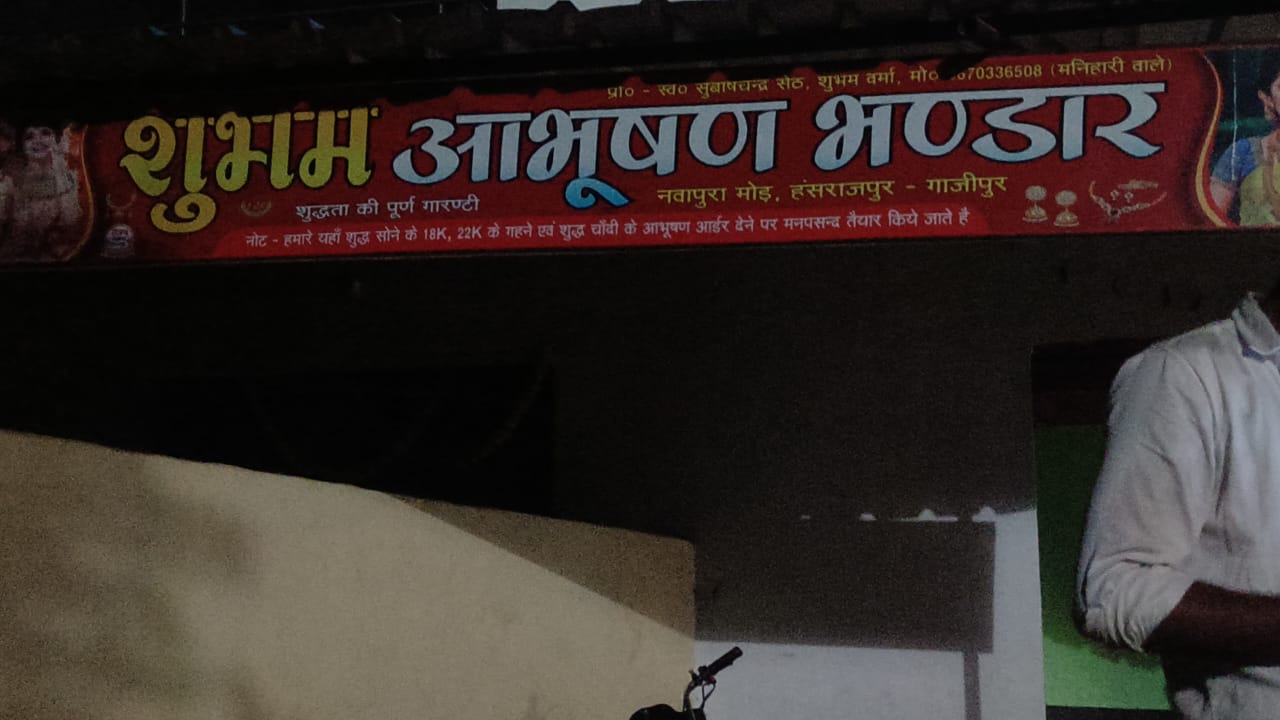 प्रा० - स्व० सुबाषचन्द्र सेठ, शुभम वर्मा, मो० 670336508 (मनिहारी वाले)
शुभम आभूषण भण्डार
शुद्धता की पूर्ण गारण्टी
नवापुरा मोड़, हंसराजपुर - गाजीपुर
नोट - हमारे यहाँ शुद्ध सोने के 18K, 22K के गहने एवं शुद्ध चाँदी के आभूषण आर्डर देने पर मनपसन्द तैयार किये जाते है